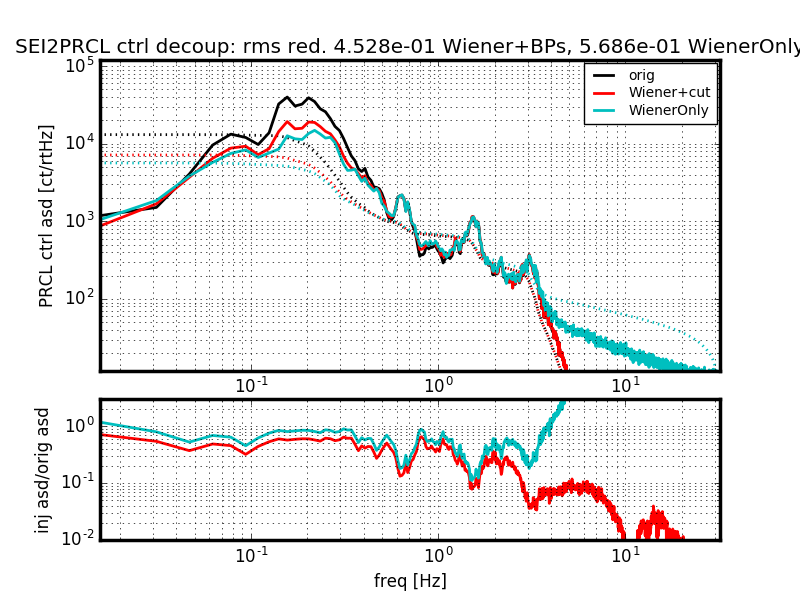 SEI2PRCL ctrl decoup: rms red. 4.528e-01 Wiener+BPs, 5.686e-01 WienerOnly
PRCL ctrl asd [ct/rtHz]
10^5
10^4
10^3
10^2
orig
Wiener+cut
WienerOnly
10^-1
10^0
10^1
inj asd/orig asd
10^0
10^-1
10^-2
10^-1
10^0
10^1
freq [Hz]